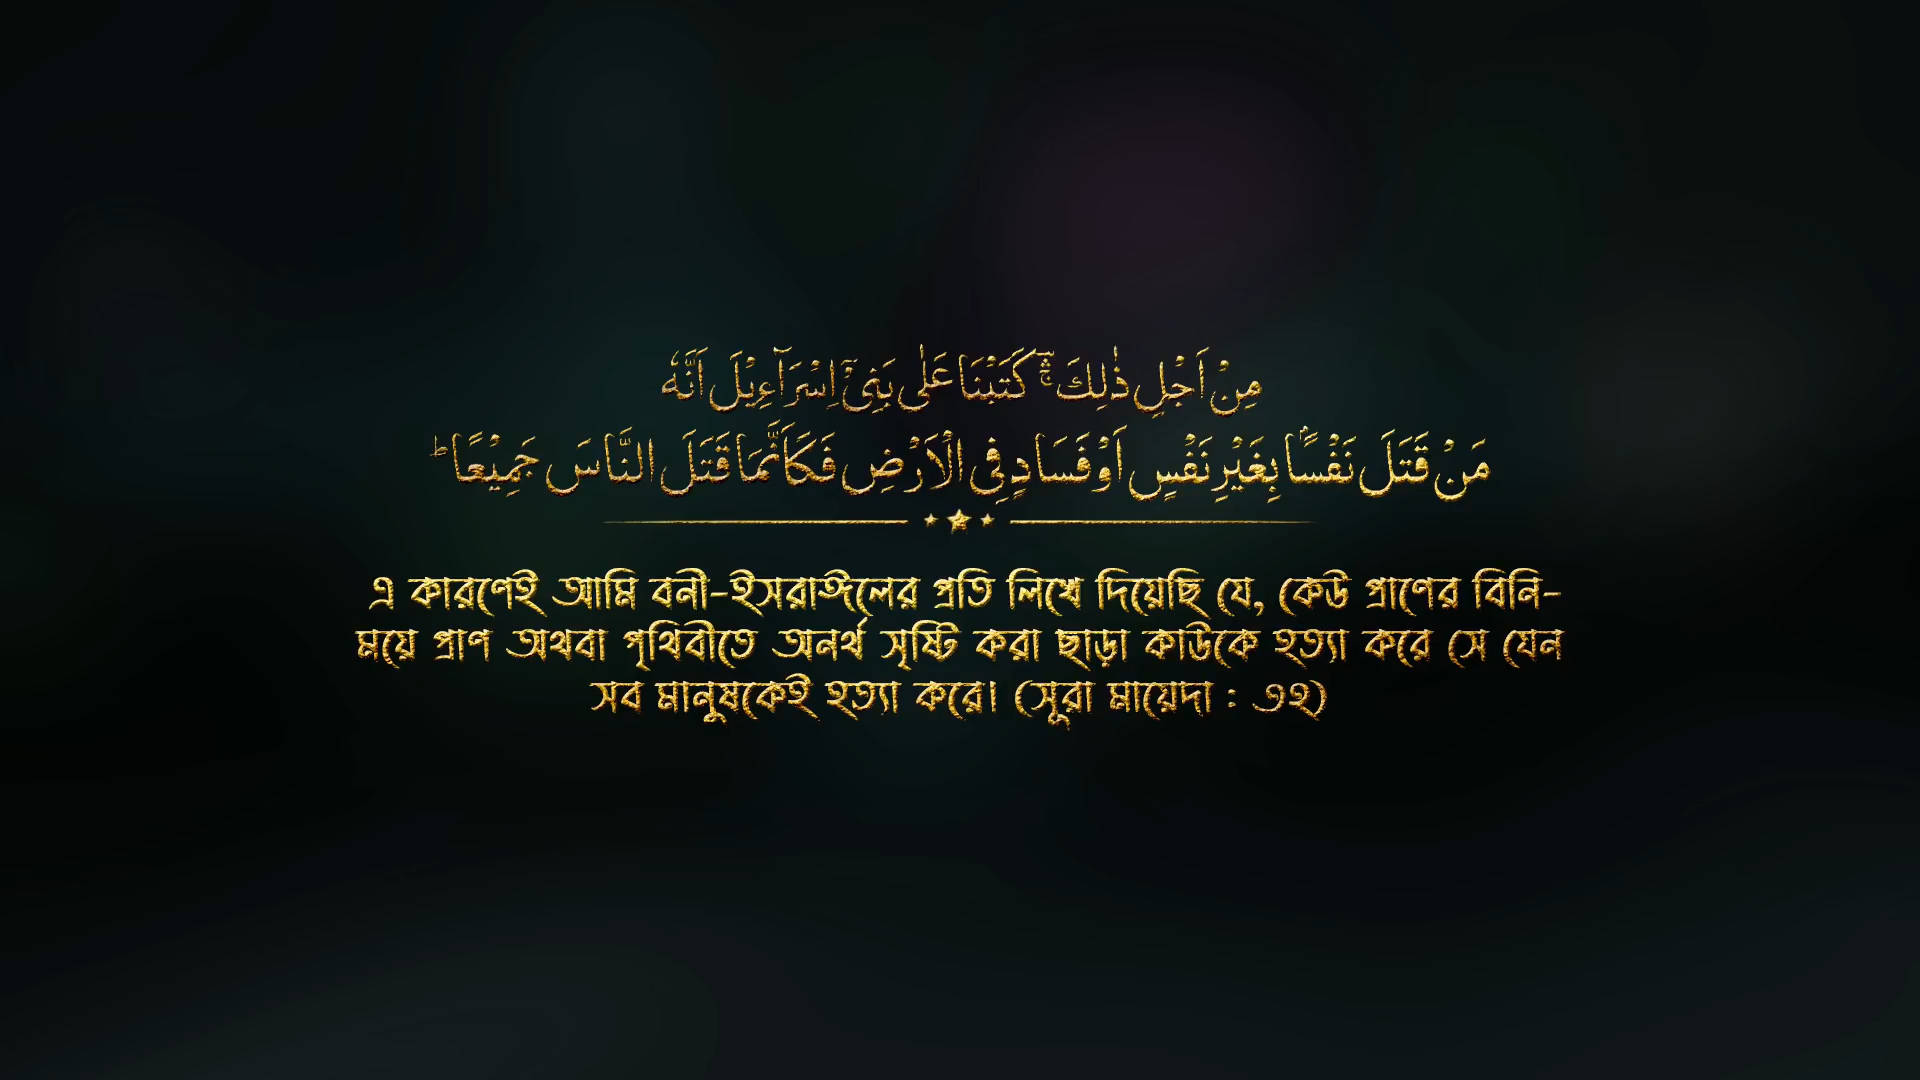 مِنْ اَجْلِ ذٰلِكَ ۛۚ كَتَبْنَا عَلٰى بَنِىْٓ اِسْرَآءِيْلَ اَنَّهٗ
مَنْ قَتَلَ نَفْسًۢا بِغَيْرِ نَفْسٍ اَوْ فَسَادٍ فِى الْاَرْضِ فَكَاَنَّمَا قَتَلَ النَّاسَ جَمِيْعًا ؕ
এ কারণেই আমি বনী-ইসরাঈলের প্রতি লিখে দিয়েছি যে, কেউ প্রাণের বিনি-
ময়ে প্রাণ অথবা পৃথিবীতে অনর্থ সৃষ্টি করা ছাড়া কাউকে হত্যা করে সে যেন
সব মানুষকেই হত্যা করে। (সূরা মায়েদা : ৩২)